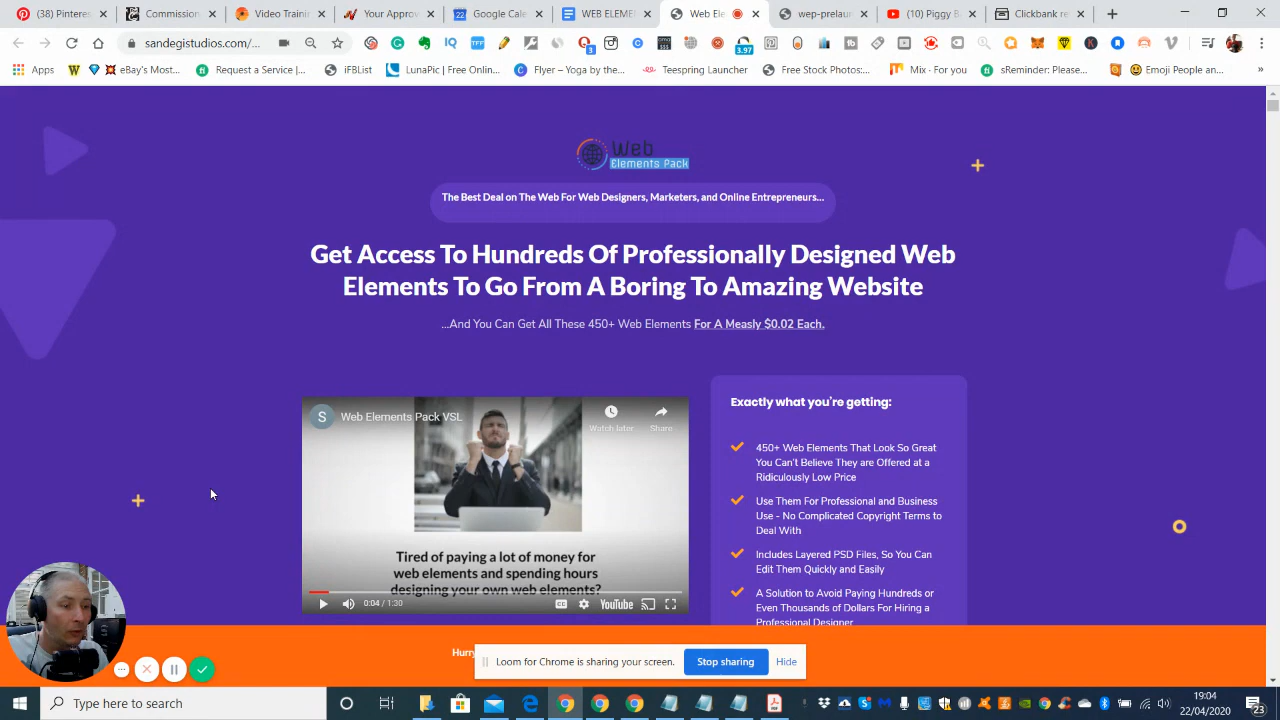 (38) Pinteres
Commission
Video Pino
Your Approv
Google Cale
WEB ELEME
Web Ele
wep-prelau
(10) Piggy B
Clickbank re
sandegistudios.com/...
3
3.97
Apps
eBay's Most...
Request a Service |...
iFBList
LunaPic | Free Onlin...
Flyer – Yoga by the...
Teespring Launcher
Free Stock Photos:...
Mix · For you
sReminder: Please...
Emoji People an...
Web
Elements Pack
The Best Deal on The Web For Web Designers, Marketers, and Online Entrepreneurs...
Get Access To Hundreds Of Professionally Designed Web
Elements To Go From A Boring To Amazing Website
...And You Can Get All These 450+ Web Elements For A Measly $0.02 Each.
S
Web Elements Pack VSL
Watch later
Share
Tired of paying a lot of money for
web elements and spending hours
designing your own web elements?
0:04 / 1:30
YouTube
Exactly what you're getting:
450+ Web Elements That Look So Great
You Can't Believe They are Offered at a
Ridiculously Low Price
Use Them For Professional and Business
Use - No Complicated Copyright Terms to
Deal With
Includes Layered PSD Files, So You Can
Edit Them Quickly and Easily
A Solution to Avoid Paying Hundreds or
Even Thousands of Dollars For Hiring a
Professional Designer
Hurry
Loom for Chrome is sharing your screen.
Stop sharing
Hide
Type here to search
19:04
22/04/2020
23